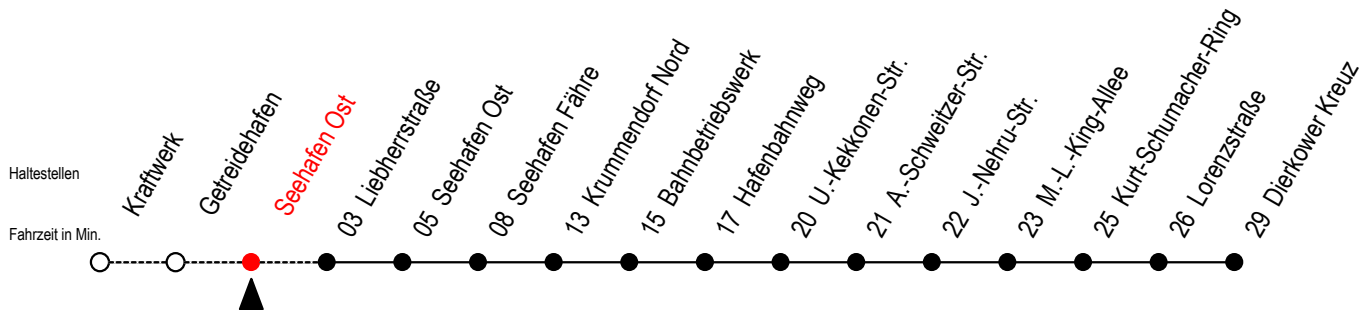 Haltestellen
Fahrzeit in Min.
Kraftwerk
Getreidehafen
Seehafen Ost
03 Liebherrstraße
05 Seehafen Ost
08 Seehafen Fähre
13 Krummendorf Nord
15 Bahnbetriebswerk
17 Hafenbahnweg
20 U.-Kekkonen-Str.
21 A.-Schweitzer-Str.
22 J.-Nehru-Str.
23 M.-L.-King-Allee
25 Kurt-Schumacher-Ring
26 Lorenzstraße
29 Dierkower Kreuz